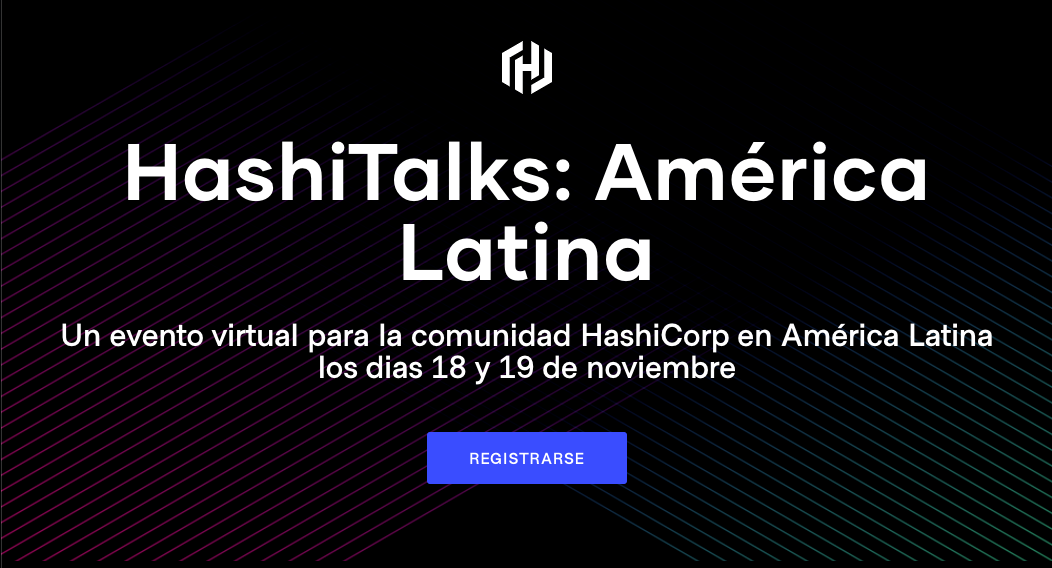 HashiTalks: América
Latina
Un evento virtual para la comunidad HashiCorp en América Latina
los dias 18 y 19 de noviembre
REGISTRARSE